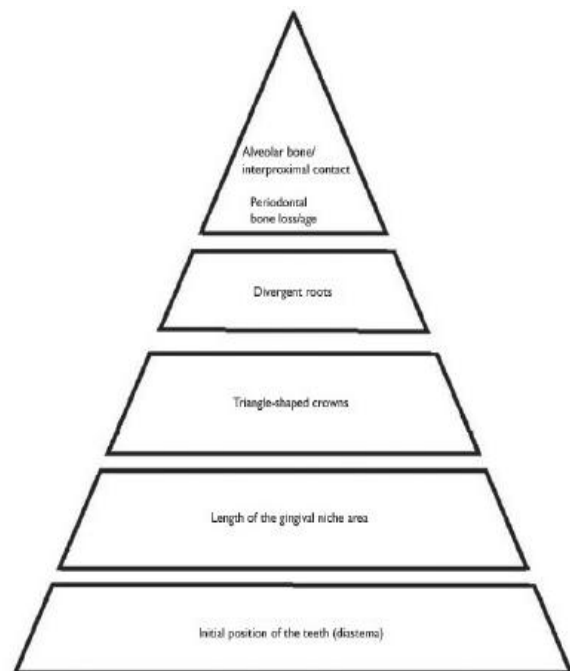 Alveolar bone/
interproximal contact
Periodontal
bone loss/age
Divergent roots
Triangle-shaped crowns
Length of the gingival niche area
Initial position of the teeth (diastema)